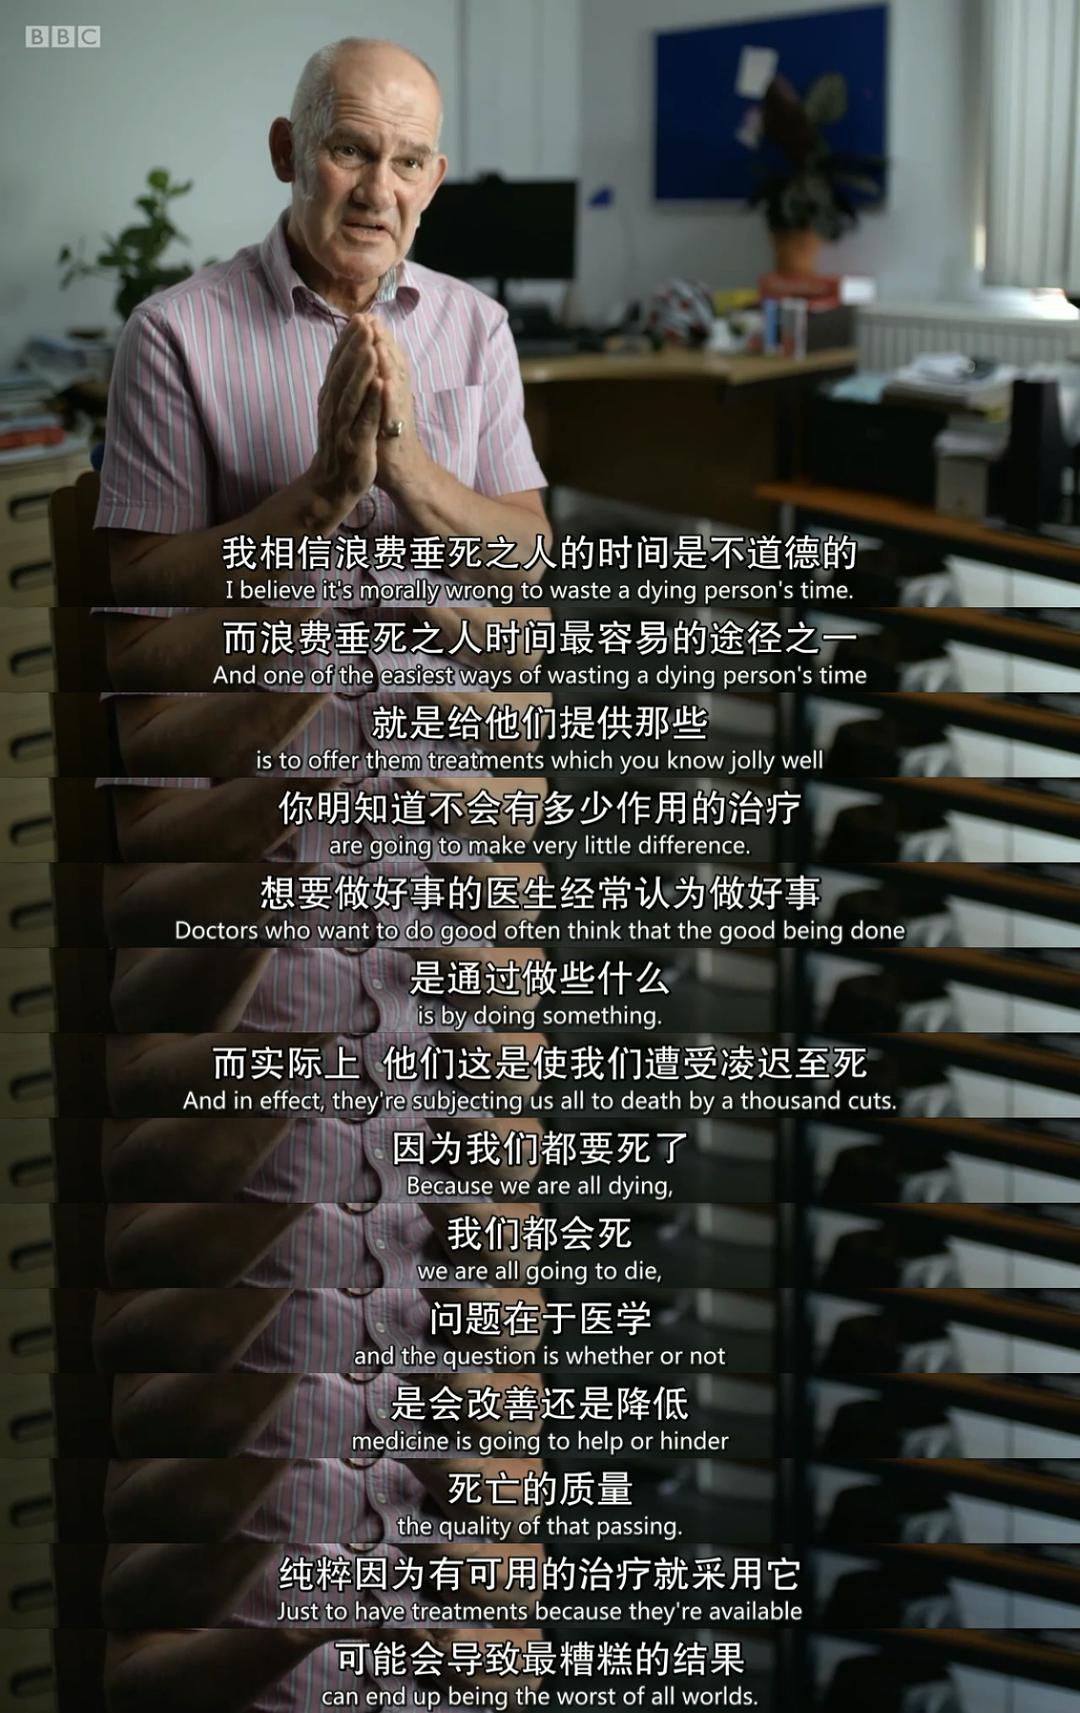 BBC
我相信浪费垂死之人的时间是不道德的
I believe it's morally wrong to waste a dying person's time.
而浪费垂死之人时间最容易的途径之一
And one of the easiest ways of wasting a dying person's time
就是给他们提供那些
is to offer them treatments which you know jolly well
你明知道不会有多少作用的治疗
are going to make very little difference.
想要做好事的医生经常认为做好事
Doctors who want to do good often think that the good being done
是通过做些什么
is by doing something.
而实际上 他们这是使我们遭受凌迟至死
And in effect, they're subjecting us all to death by a thousand cuts.
因为我们都要死了
Because we are all dying,
我们都会死
we are all going to die,
问题在于医学
and the question is whether or not
是会改善还是降低
medicine is going to help or hinder
死亡的质量
the quality of that passing.
纯粹因为有可用的治疗就采用它
Just to have treatments because they're available
可能会导致最糟糕的结果
can end up being the worst of all worlds.